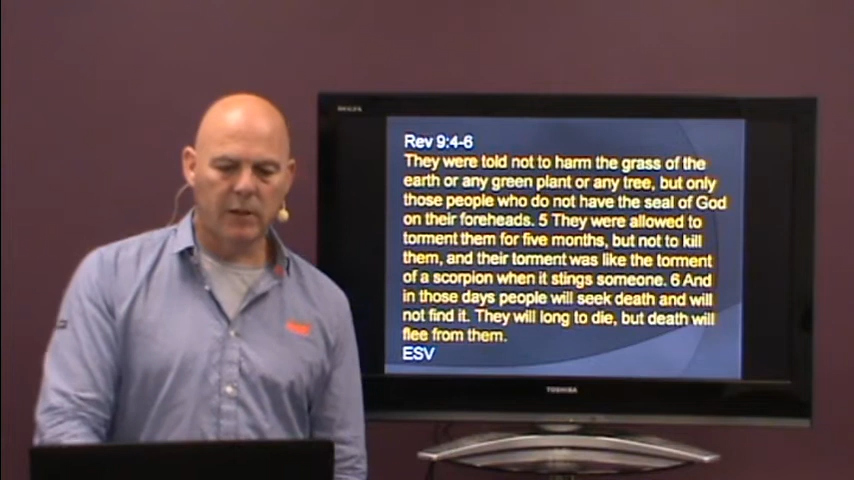 Rev 9:4-6
They were told not to harm the grass of the
earth or any green plant or any tree, but only
those people who do not have the seal of God
on their foreheads. 5 They were allowed to
torment them for five months, but not to kill
them, and their torment was like the torment
of a scorpion when it stings someone. 6 And
in those days people will seek death and will
not find it. They will long to die, but death will
flee from them.
ESV
TOSHIBA